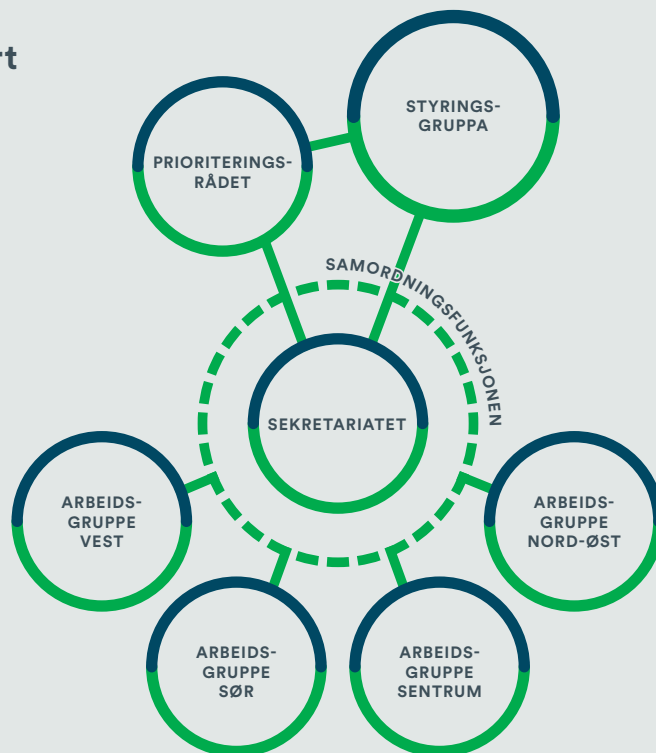 rt
STYRINGS-
GRUPPA
PRIORITERINGS-
RÅDET
SAMORDNINGSFUNKSJONEN
SEKRETARIATET
ARBEIDS-
GRUPPE
VEST
ARBEIDS-
GRUPPE
NORD-ØST
ARBEIDS-
GRUPPE
SØR
ARBEIDS-
GRUPPE
SENTRUM